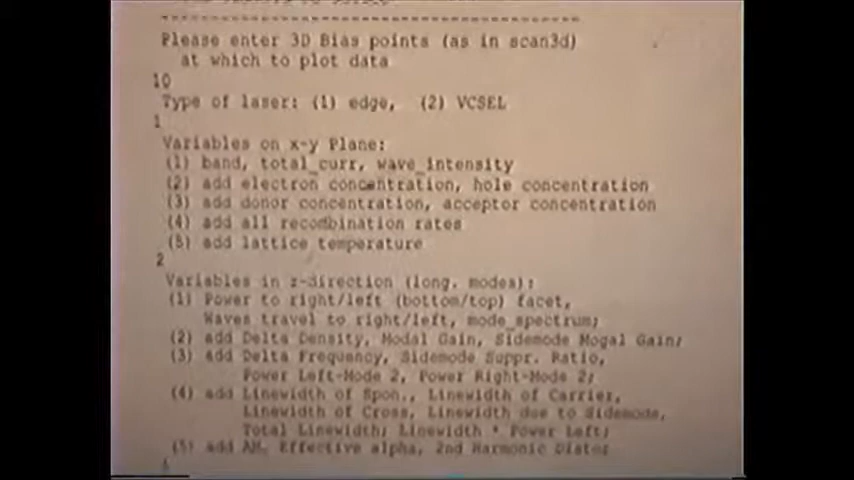 --------------------------------------------
Please enter 3D Bias points (as in scan3d)
at which to plot data
10
Type of laser: (1) edge, (2) VCSEL
1
Variables on x-y Plane:
(1) band, total_curr, wave_intensity
(2) add electron concentration, hole concentration
(3) add donor concentration, acceptor concentration
(4) add all recombination rates
(5) add lattice temperature
2
Variables in z-direction (long. modes):
(1) Power to right/left (bottom/top) facet,
Waves travel to right/left, mode_spectrum;
(2) add Delta Density, Modal Gain, Sidemode Mogal Gain;
(3) add Delta Frequency, Sidemode Suppr. Ratio,
Power Left-Mode 2, Power Right-Mode 2;
(4) add Linewidth of Spon., Linewidth of Carrier,
Linewidth of Cross, Linewidth due to Sidemode,
Total Linewidth; Linewidth * Power Left;
(5) add AM, Effective alpha, 2nd Harmonic Distor